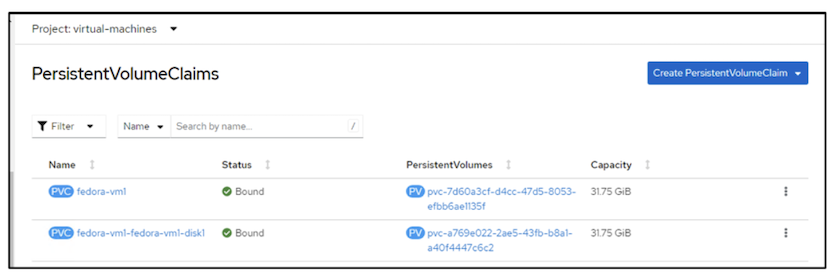 Project: virtual-machines
PersistentVolumeClaims
Create PersistentVolumeClaim
Filter Name Search by name... /
Name Status PersistentVolumes Capacity
PVC fedora-vm1 Bound PV pvc-7d60a3cf-d4cc-47d5-8053- 31.75 GiB
efbb6ae1135f
PVC fedora-vm1-fedora-vm1-disk1 Bound PV pvc-a769e022-2ae5-43fb-b8a1- 31.75 GiB
a40f4447c6c2